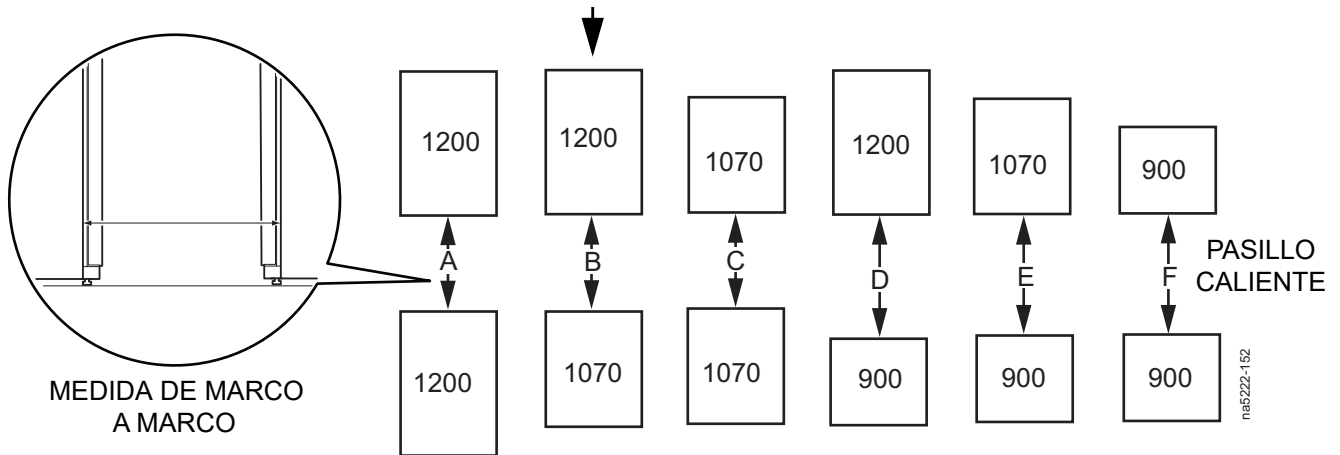 1200
1200
1070
1200
1070
900
A
B
C
D
E
F
PASILLO
CALIENTE
1200
1070
1070
900
900
900
MEDIDA DE MARCO
A MARCO
na5222-152